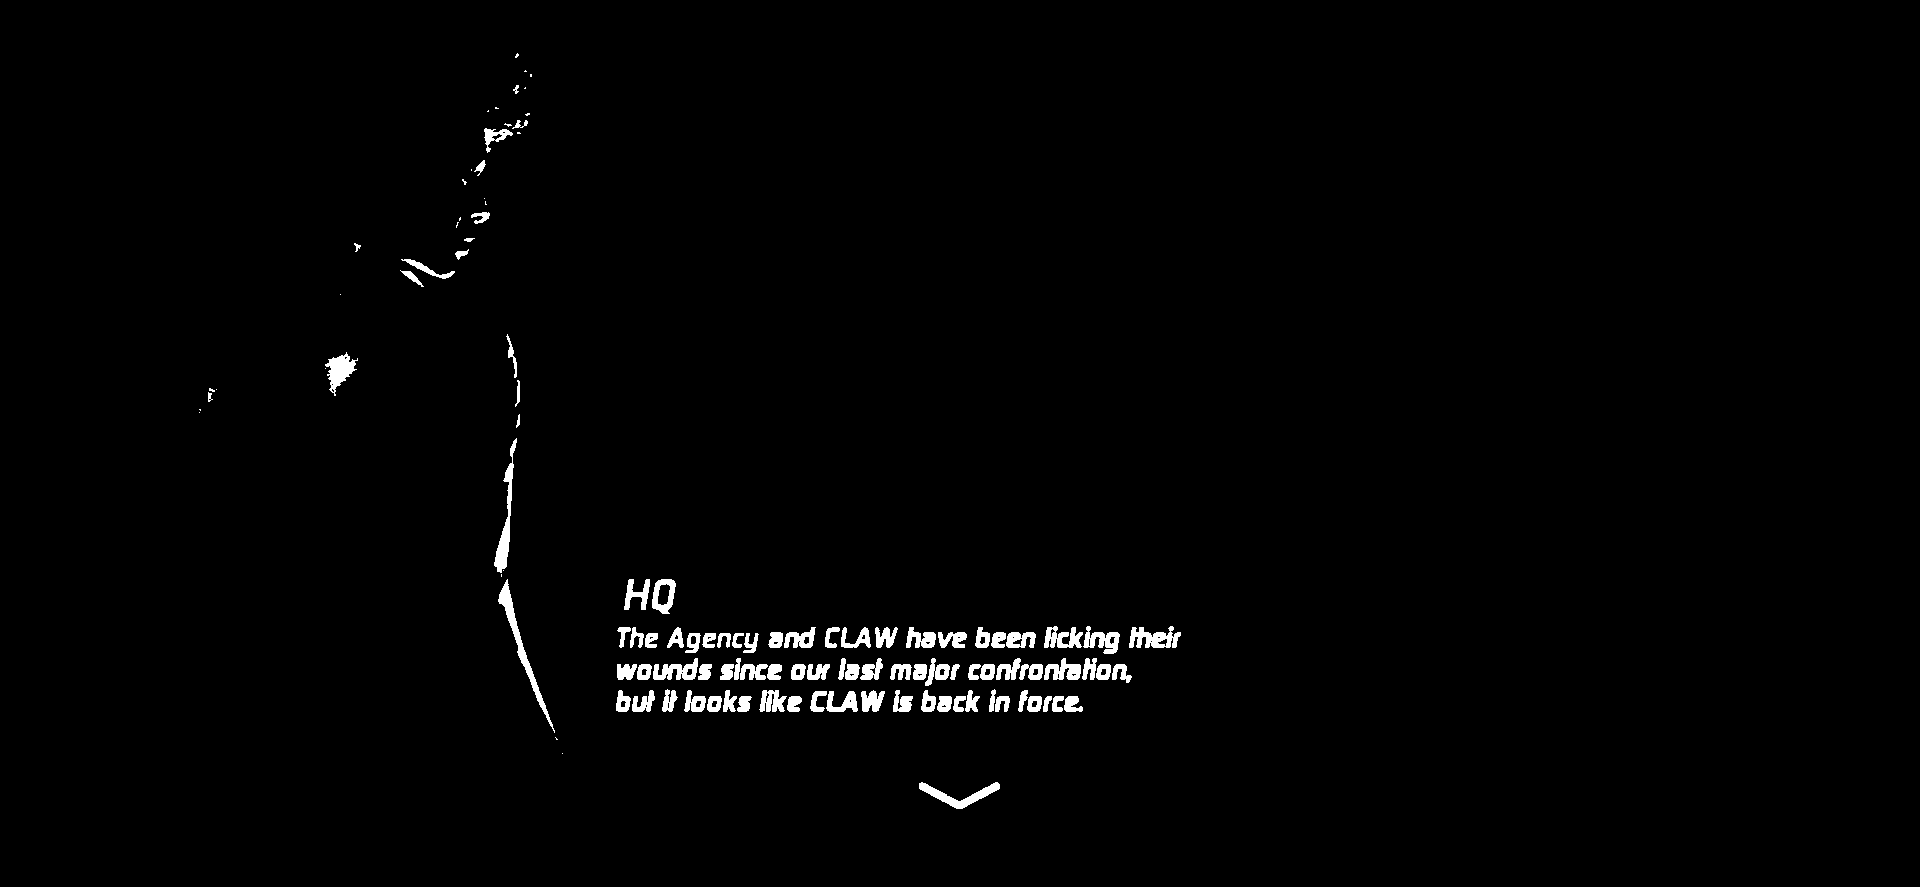 HQ
The Agency and CLAW have been licking their
wounds since our last major confrontation,
but it looks like CLAW is back in force.